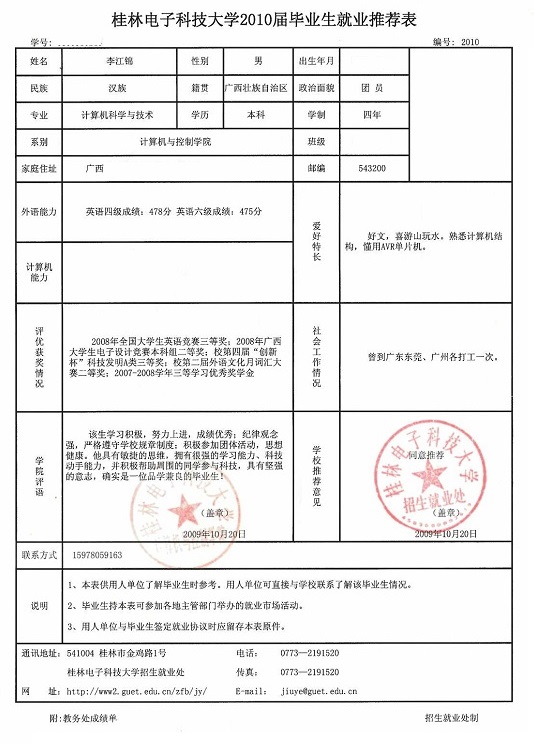 桂林电子科技大学2010届毕业生就业推荐表
学号: 编号: 2010
姓名 李江锦 性别 男 出生年月
民族 汉族 籍贯 广西壮族自治区 政治面貌 团 员
专业 计算机科学与技术 学历 本科 学制 四年
系别 计算机与控制学院 班级
家庭住址 广西 邮编 543200
外语能力 英语四级成绩: 478分 英语六级成绩: 475分
爱好特长
好文, 喜游山玩水。熟悉计算机结
构, 懂用AVR单片机。
计算机
能力
评优获奖情况
2008年全国大学生英语竞赛三等奖; 2008年广西
大学生电子设计竞赛本科组二等奖; 校第四届“创新
杯”科技发明A类三等奖; 校第二届外语文化月词汇大
赛二等奖; 2007-2008学年三等学习优秀奖学金
社会工作情况
曾到广东东莞、广州各打工一次。
学院评语
该生学习积极, 努力上进, 成绩优秀; 纪律观念
强, 严格遵守学校规章制度; 积极参加团体活动, 思想
健康。他具有敏捷的思维, 拥有很强的学习能力、科技
动手能力, 并积极帮助周围的同学参与科技, 具有坚强
的意志, 确实是一位品学兼良的毕业生!
(盖章)
2009年10月20日
学校推荐意见
同意推荐
桂林电子科技大学
招生就业处
(盖章)
2009年10月20日
联系方式 15978059163
说明
1、本表供用人单位了解毕业生时参考。用人单位可直接与学校联系了解该毕业生情况。
2、毕业生持本表可参加各地主管部门举办的就业市场活动。
3、用人单位与毕业生签定就业协议时应留存本表原件。
通讯地址: 541004 桂林市金鸡路1号 电话: 0773—2191520
桂林电子科技大学招生就业处 传真: 0773—2191520
网 址: http://www2.guet.edu.cn/zfb/jy/ E-mail: jiuye@guet.edu.cn
附:教务处成绩单 招生就业处制